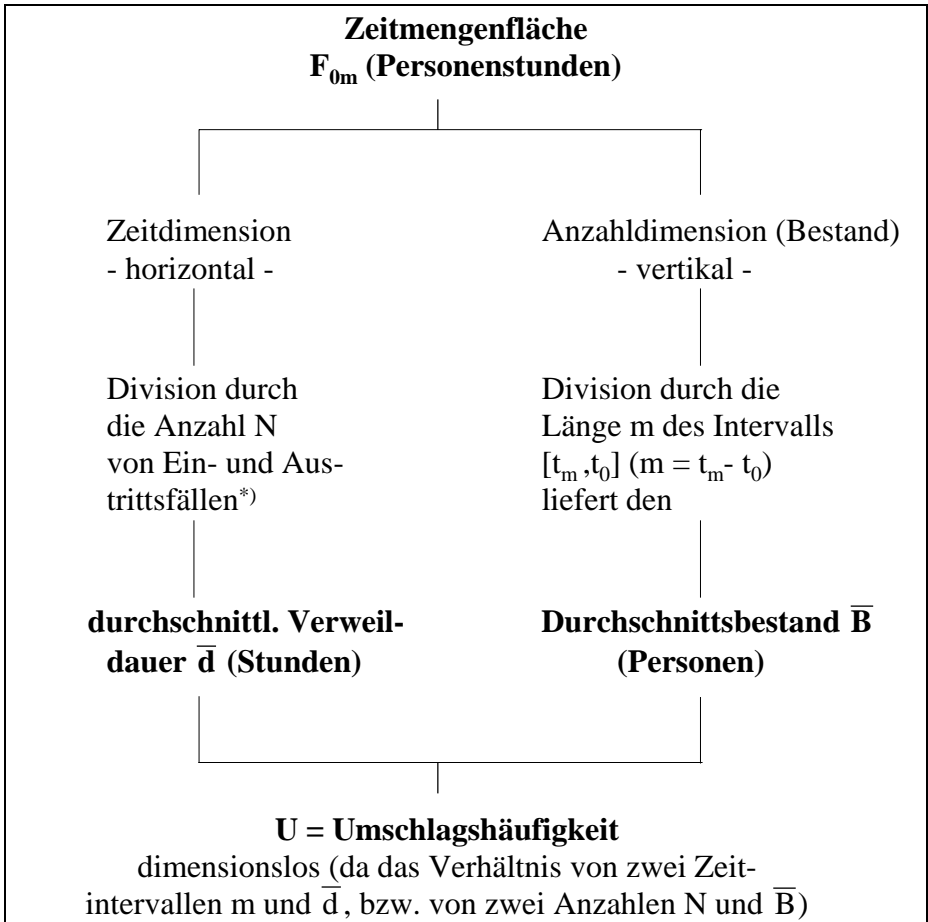 Zeitmengenfläche
F₀ₘ (Personenstunden)
Zeitdimension
- horizontal -
Anzahldimension (Bestand)
- vertikal -
Division durch
die Anzahl N
von Ein- und Aus-
trittsfällen*)
Division durch die
Länge m des Intervalls
[tₘ ,t₀] (m = tₘ- t₀)
liefert den
durchschnittl. Verweil-
dauer d̅ (Stunden)
Durchschnittsbestand B̅
(Personen)
U = Umschlagshäufigkeit
dimensionslos (da das Verhältnis von zwei Zeit-
intervallen m und d̅ , bzw. von zwei Anzahlen N und B̅)